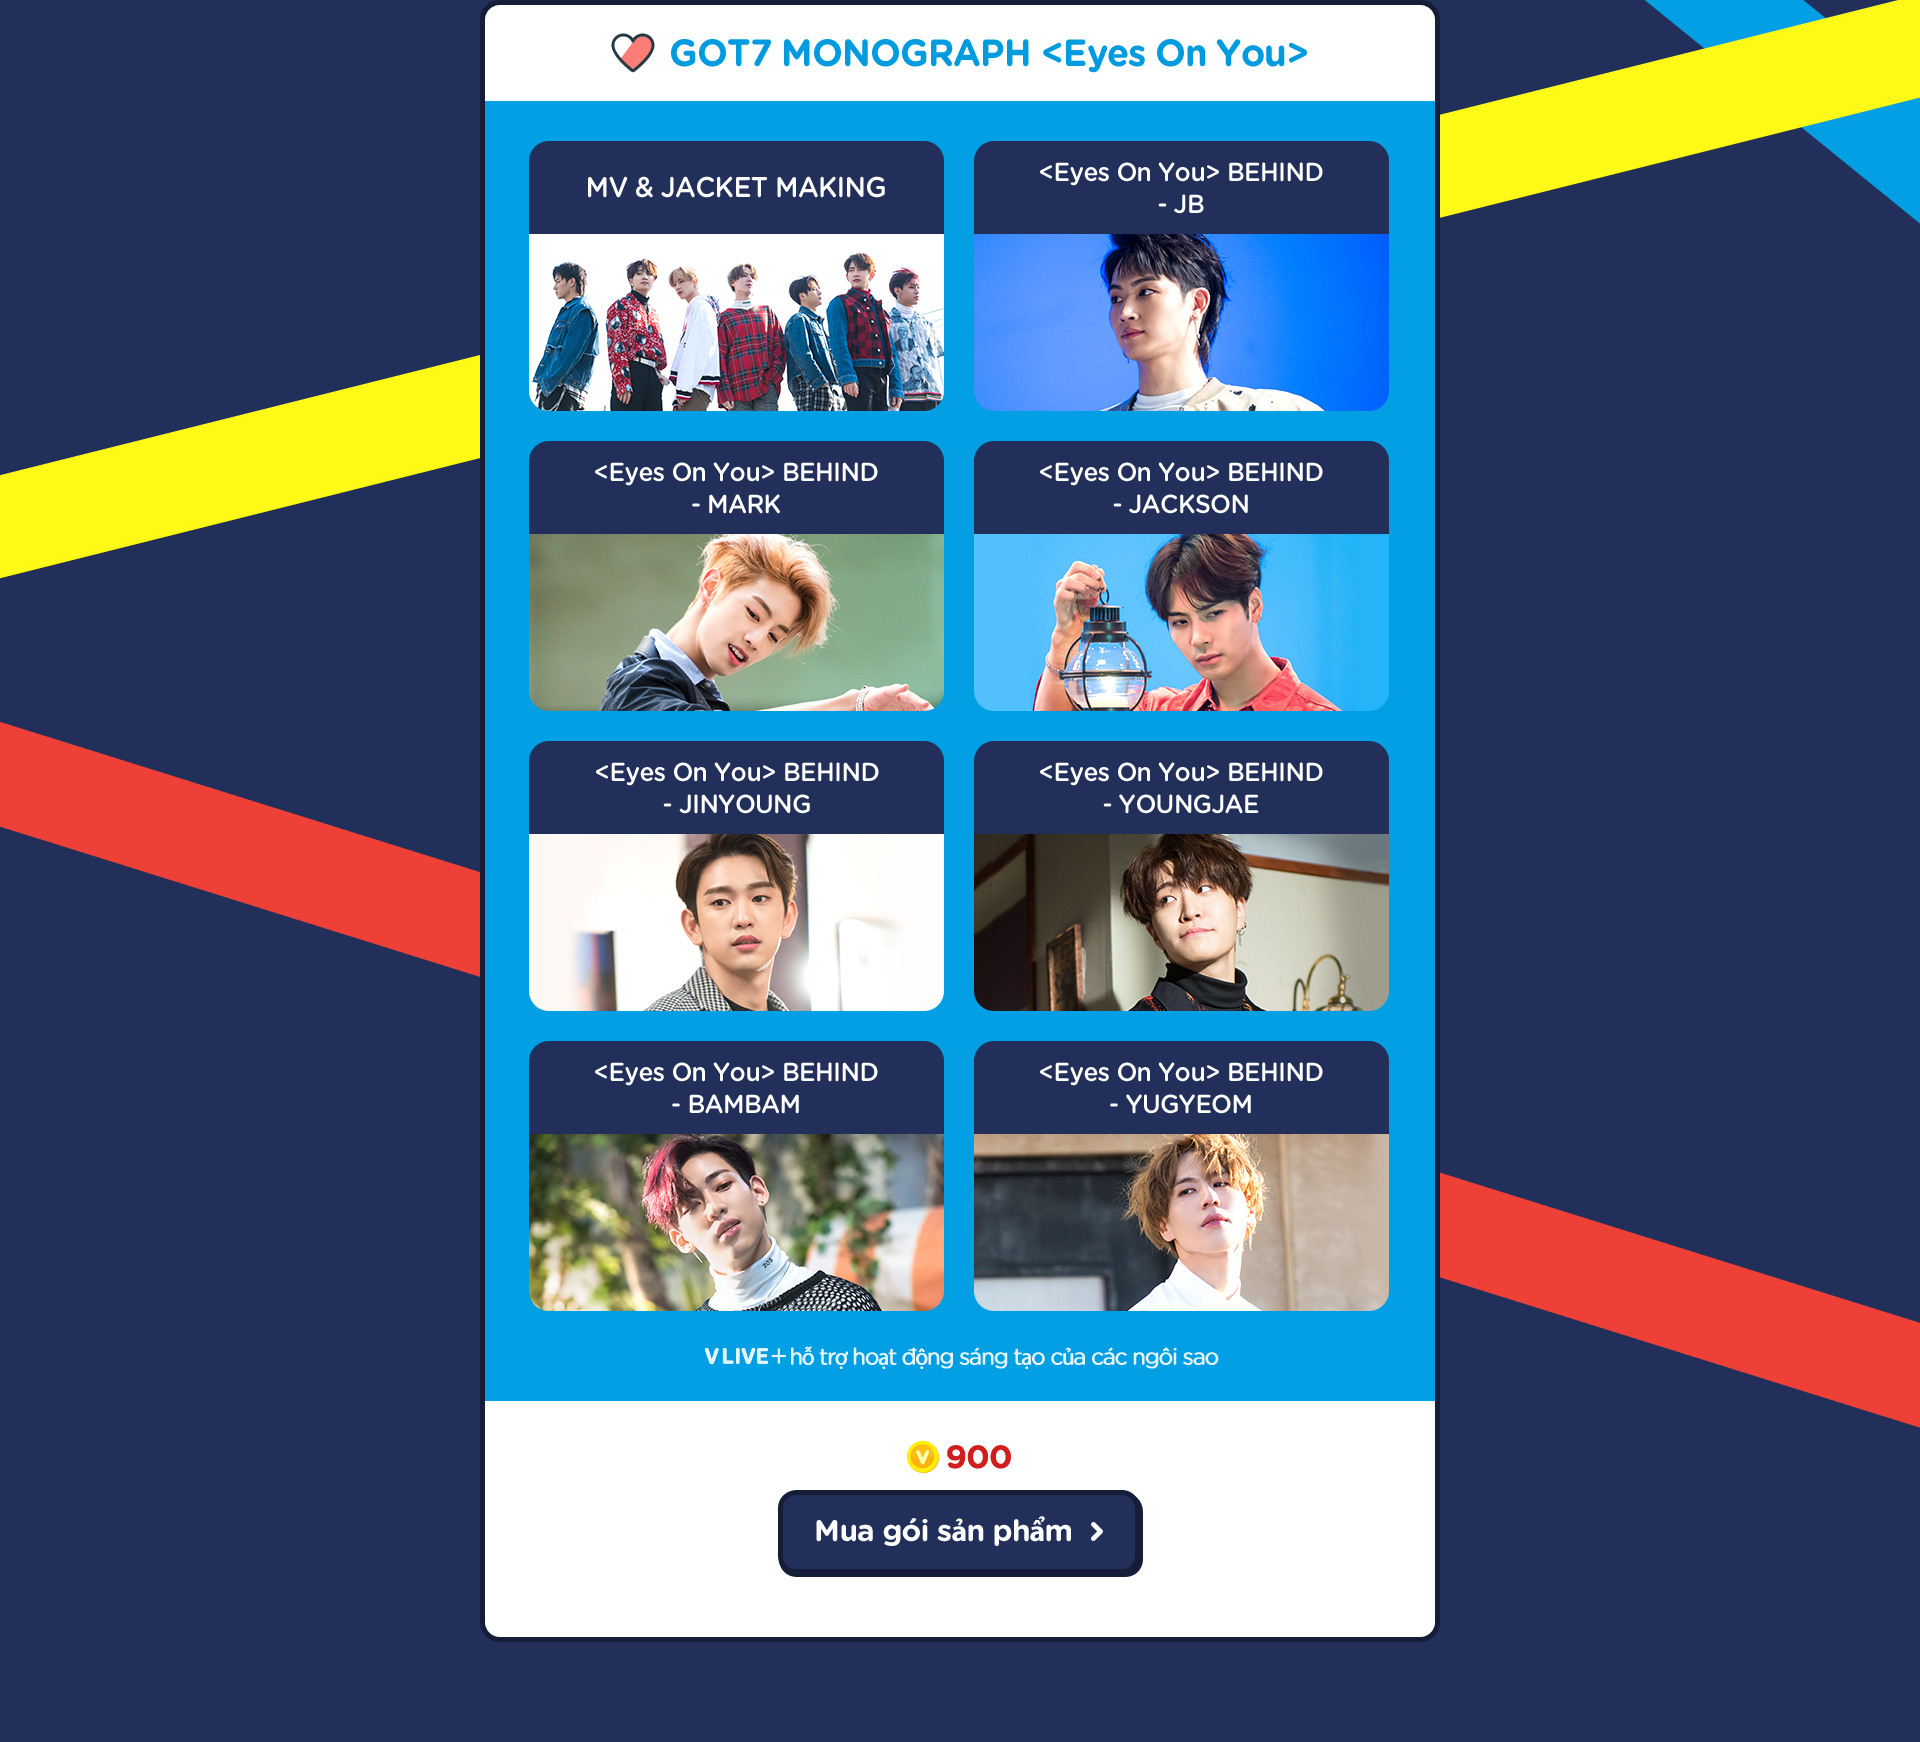 GOT7 MONOGRAPH <Eyes On You>
MV & JACKET MAKING
<Eyes On You> BEHIND
- JB
<Eyes On You> BEHIND
- MARK
<Eyes On You> BEHIND
- JACKSON
<Eyes On You> BEHIND
- JINYOUNG
<Eyes On You> BEHIND
- YOUNGJAE
<Eyes On You> BEHIND
- BAMBAM
<Eyes On You> BEHIND
- YUGYEOM
V LIVE+ hỗ trợ hoạt động sáng tạo của các ngôi sao
V 900
Mua gói sản phẩm